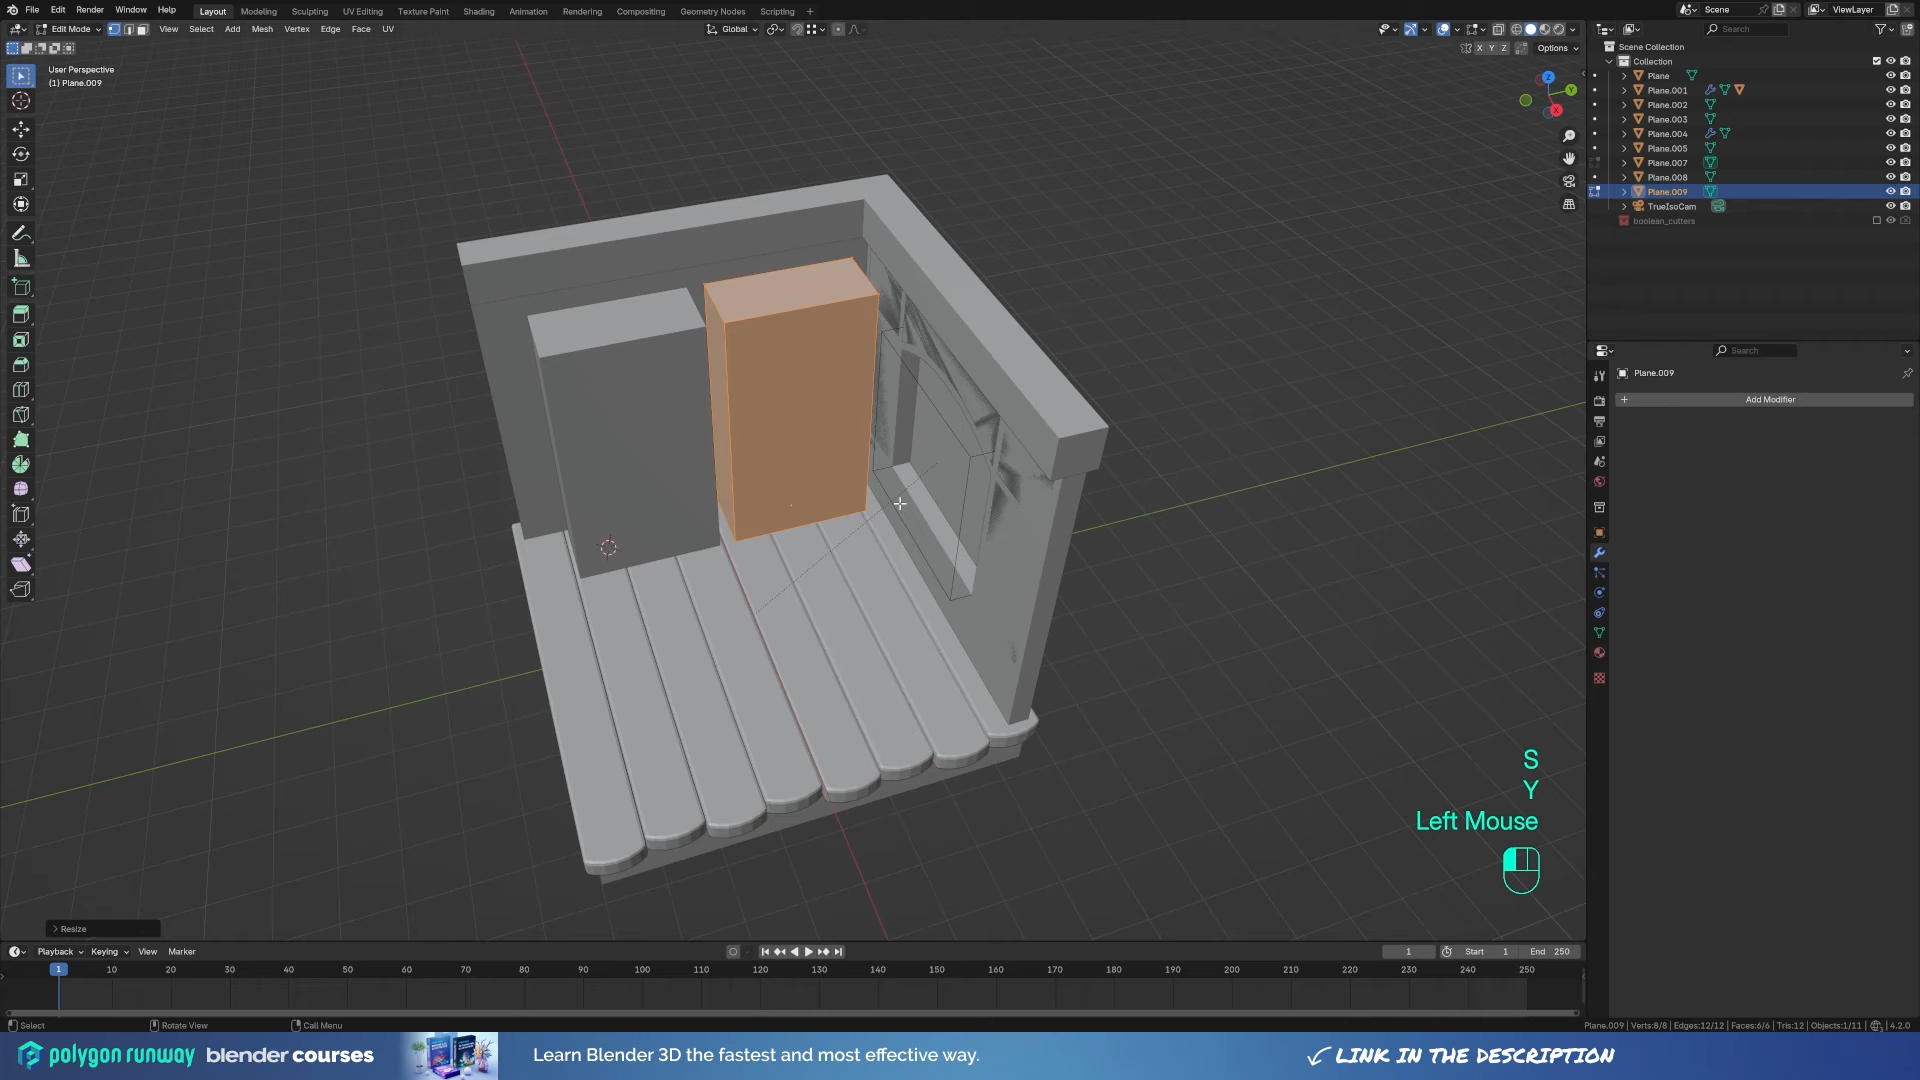 File Edit Render Window Help Layout Modeling Sculpting UV Editing Texture Paint Shading Animation Rendering Compositing Geometry Nodes Scripting + Scene ViewLayer
Edit Mode View Select Add Mesh Vertex Edge Face UV Global Search
X Y Z Options
User Perspective
(1) Plane.009
Scene Collection
Collection
Plane
Plane.001
Plane.002
Plane.003
Plane.004
Plane.005
Plane.007
Plane.008
Plane.009
TrueIsoCam
boolean_cutters
Z
Y
X
Search
Plane.009
+ Add Modifier
S
Y
Left Mouse
> Resize
Playback Keying View Marker 1 Start 1 End 250
1 10 20 30 40 50 60 70 80 90 100 110 120 130 140 150 160 170 180 190 200 210 220 230 240 250
Select Rotate View Call Menu Plane.009 | Verts:8/8 | Edges:12/12 | Faces:6/6 | Tris:12 | Objects:1/11 | 4.2.0
polygon runway blender courses Learn Blender 3D the fastest and most effective way. LINK IN THE DESCRIPTION